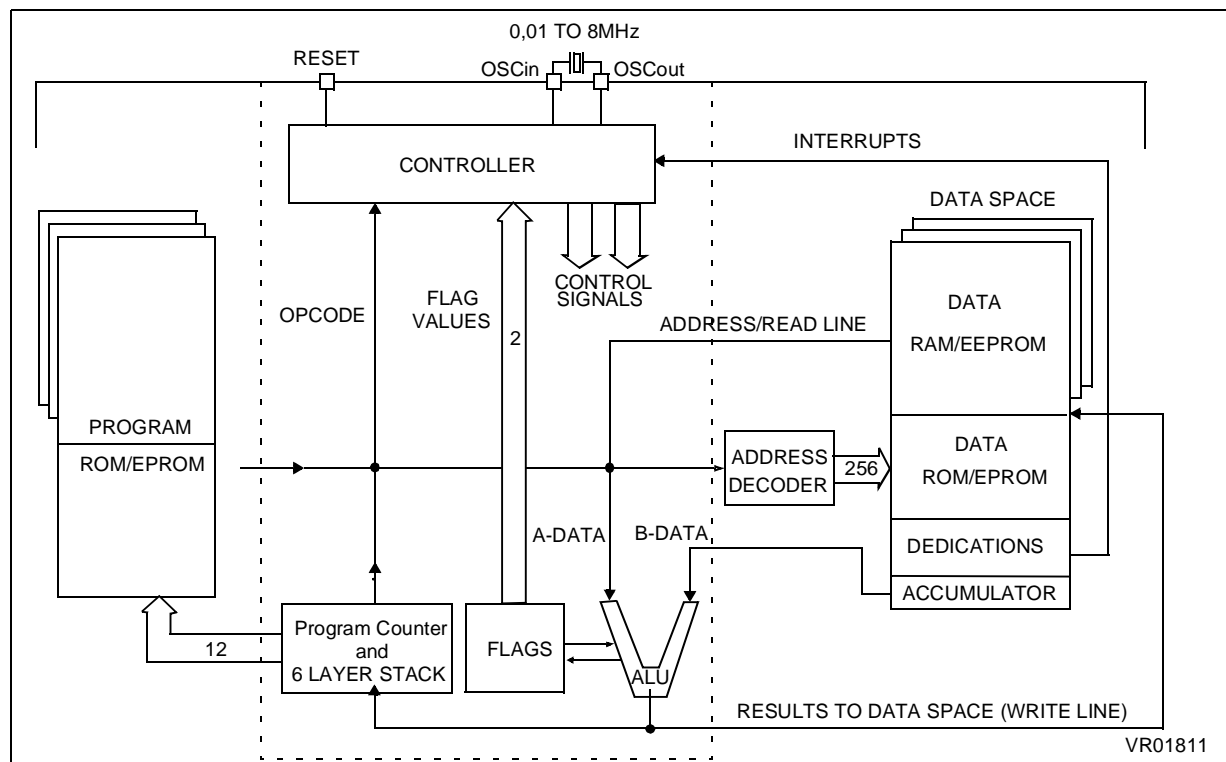 0,01 TO 8MHz
RESET
OSCin
OSCout
INTERRUPTS
CONTROLLER
DATA SPACE
CONTROL
SIGNALS
OPCODE
FLAG
VALUES
2
ADDRESS/READ LINE
DATA
RAM/EEPROM
PROGRAM
ROM/EPROM
ADDRESS
DECODER
256
DATA
ROM/EPROM
A-DATA
B-DATA
DEDICATIONS
ACCUMULATOR
12
Program Counter
and
6 LAYER STACK
FLAGS
ALU
RESULTS TO DATA SPACE (WRITE LINE)
VR01811